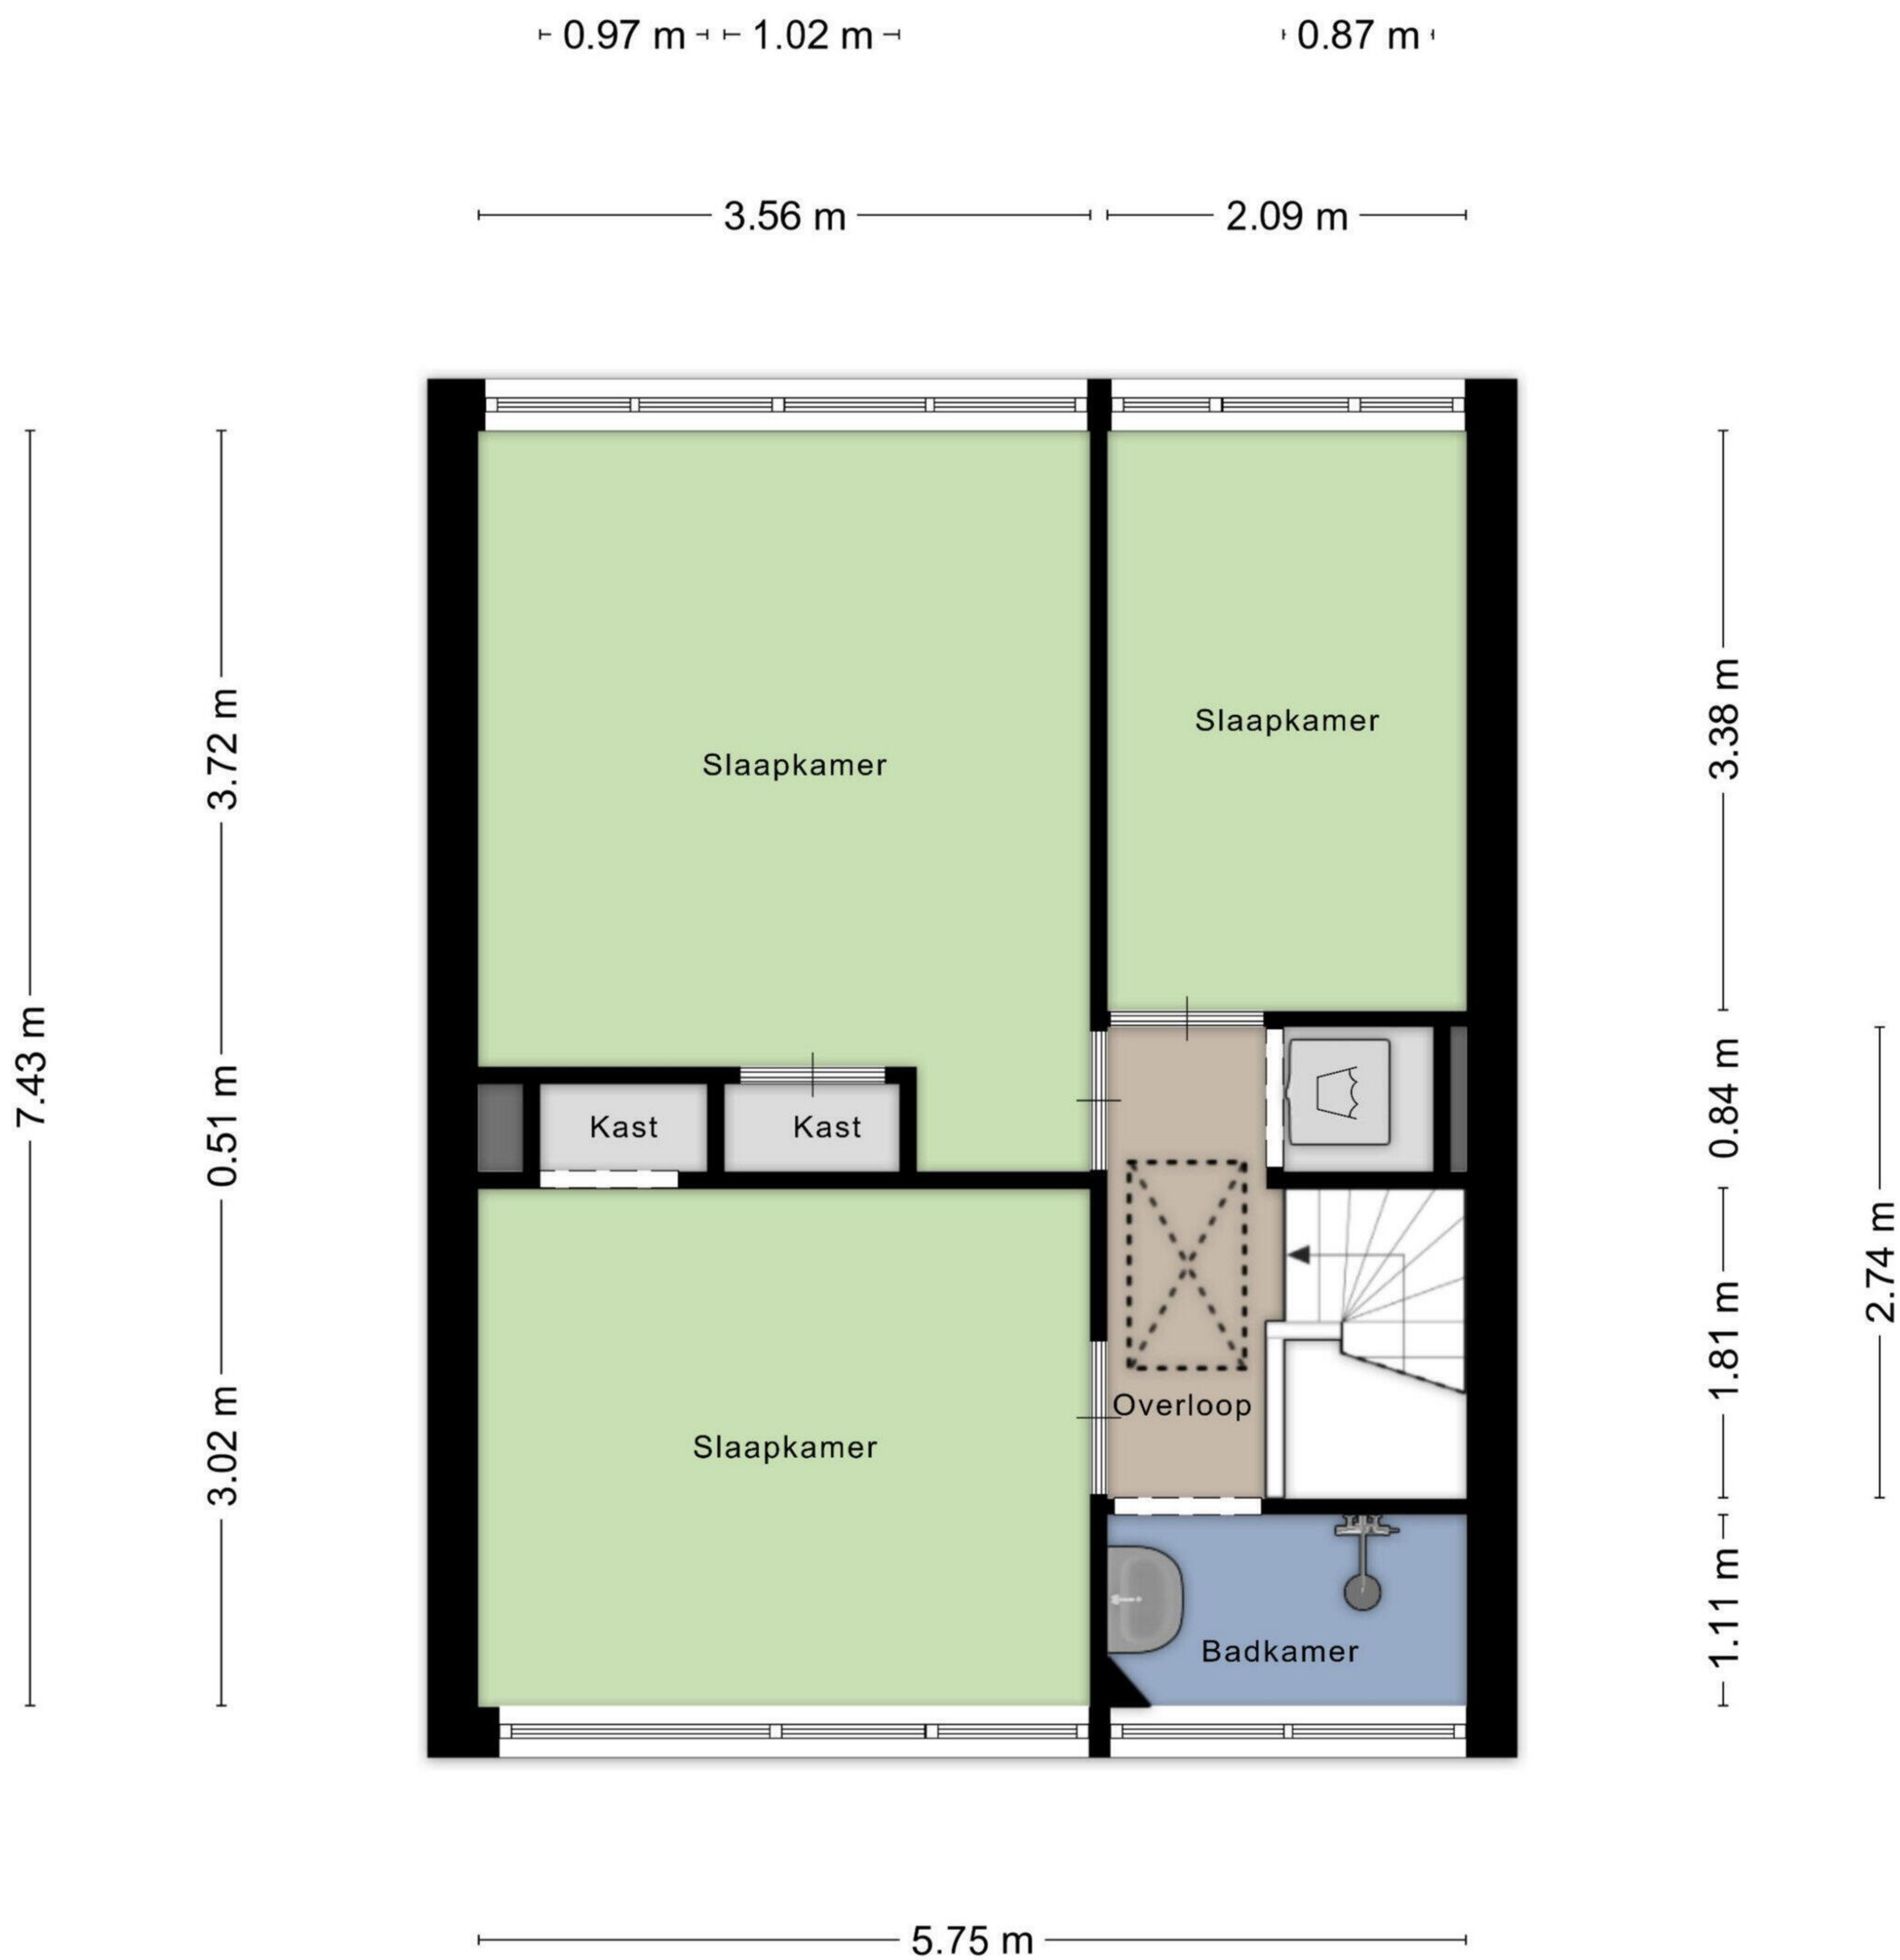 0.97 m
1.02 m
0.87 m
3.56 m
2.09 m
7.43 m
3.72 m
0.51 m
3.02 m
Slaapkamer
Slaapkamer
Kast
Kast
Overloop
Slaapkamer
Badkamer
3.38 m
0.84 m
1.81 m
1.11 m
2.74 m
5.75 m